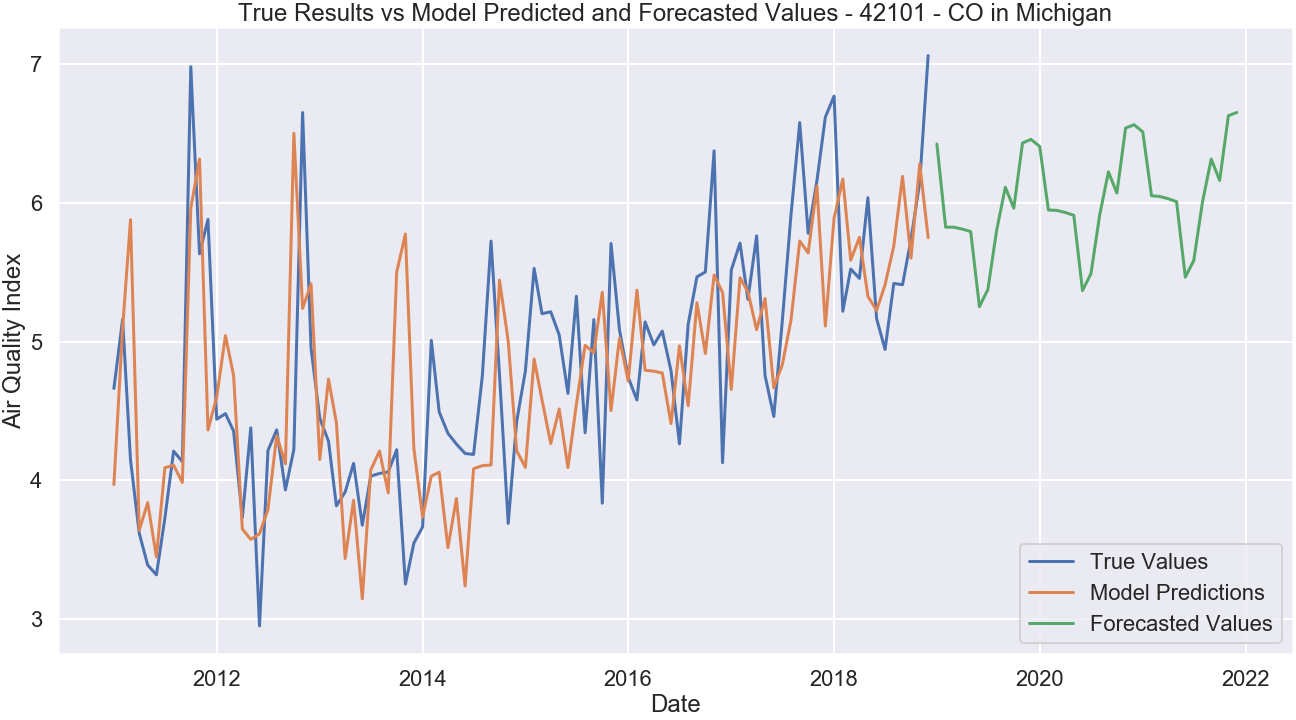 True Results vs Model Predicted and Forecasted Values - 42101 - CO in Michigan
7
6
5
4
3
Air Quality Index
2012 2014 2016 2018 2020 2022
Date
True Values
Model Predictions
Forecasted Values